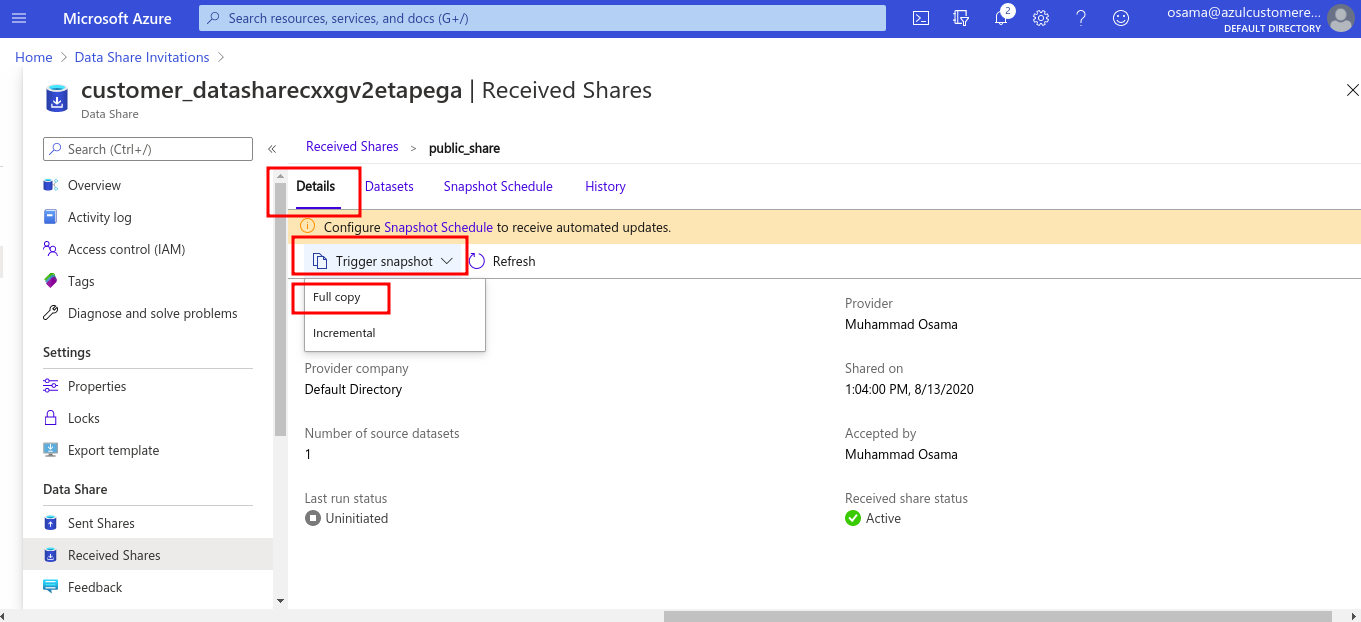 Microsoft Azure
Search resources, services, and docs (G+/)
2
osama@azulcustomere...
DEFAULT DIRECTORY
Home > Data Share Invitations >
customer_datasharecxxgv2etapega | Received Shares
Data Share
Search (Ctrl+/)
«
Received Shares > public_share
Overview
Activity log
Access control (IAM)
Tags
Diagnose and solve problems
Settings
Properties
Locks
Export template
Data Share
Sent Shares
Received Shares
Feedback
Details Datasets Snapshot Schedule History
Configure Snapshot Schedule to receive automated updates.
Trigger snapshot Refresh
Full copy
Incremental
Provider
Muhammad Osama
Provider company
Default Directory
Shared on
1:04:00 PM, 8/13/2020
Number of source datasets
1
Accepted by
Muhammad Osama
Last run status
Uninitiated
Received share status
Active